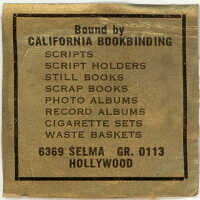 Bound by
CALIFORNIA BOOKBINDING
SCRIPTS
SCRIPT HOLDERS
STILL BOOKS
SCRAP BOOKS
PHOTO ALBUMS
RECORD ALBUMS
CIGARETTE SETS
WASTE BASKETS
6369 SELMA GR. 0113
HOLLYWOOD